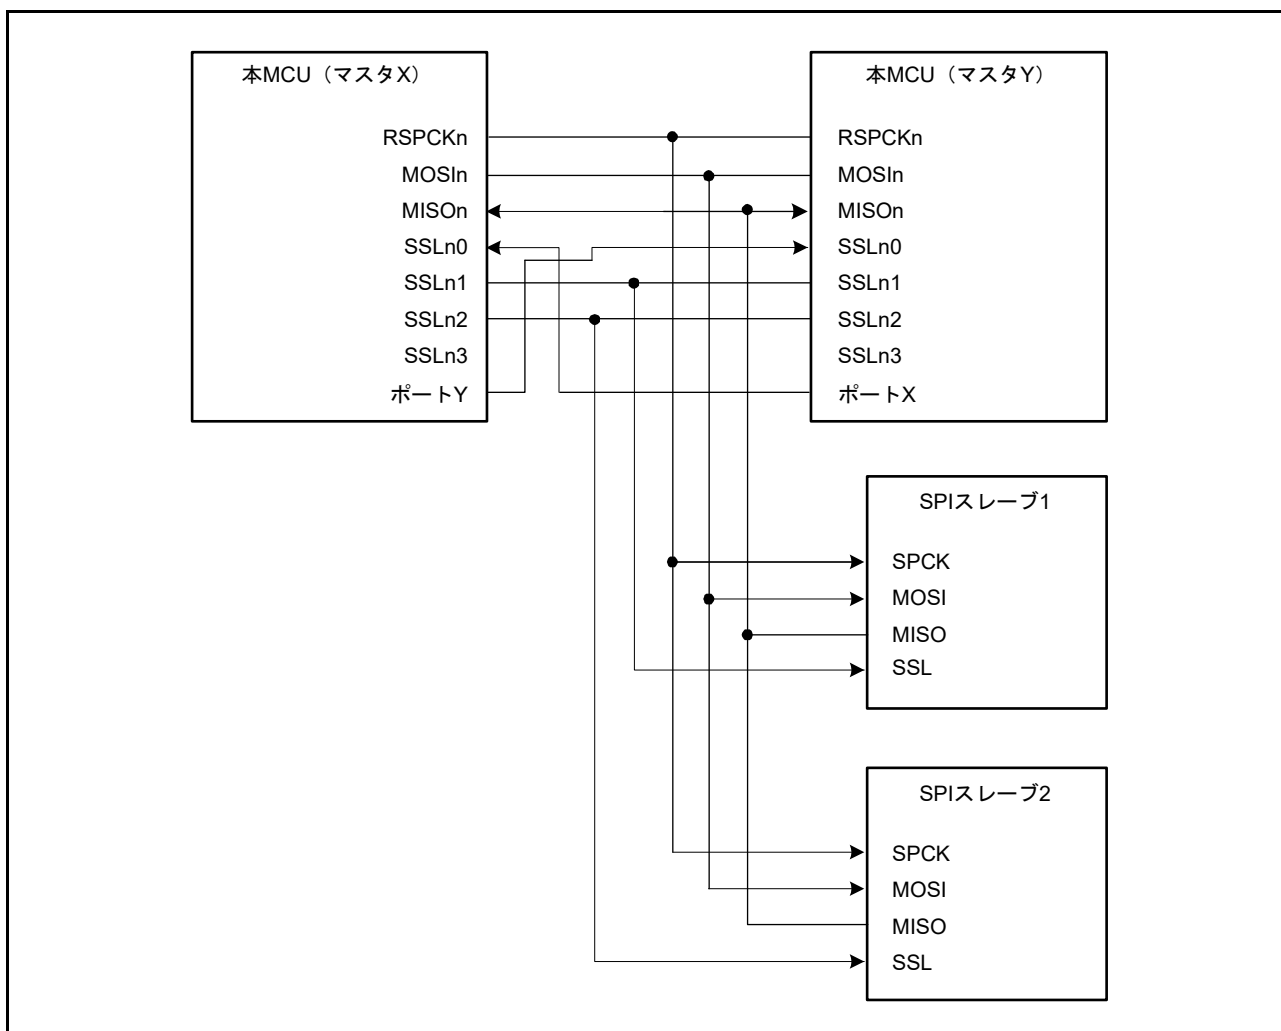 本MCU（マスタX）
RSPCKn
MOSIn
MISOn
SSLn0
SSLn1
SSLn2
SSLn3
ポートY
本MCU（マスタY）
RSPCKn
MOSIn
MISOn
SSLn0
SSLn1
SSLn2
SSLn3
ポートX
SPIスレーブ1
SPCK
MOSI
MISO
SSL
SPIスレーブ2
SPCK
MOSI
MISO
SSL